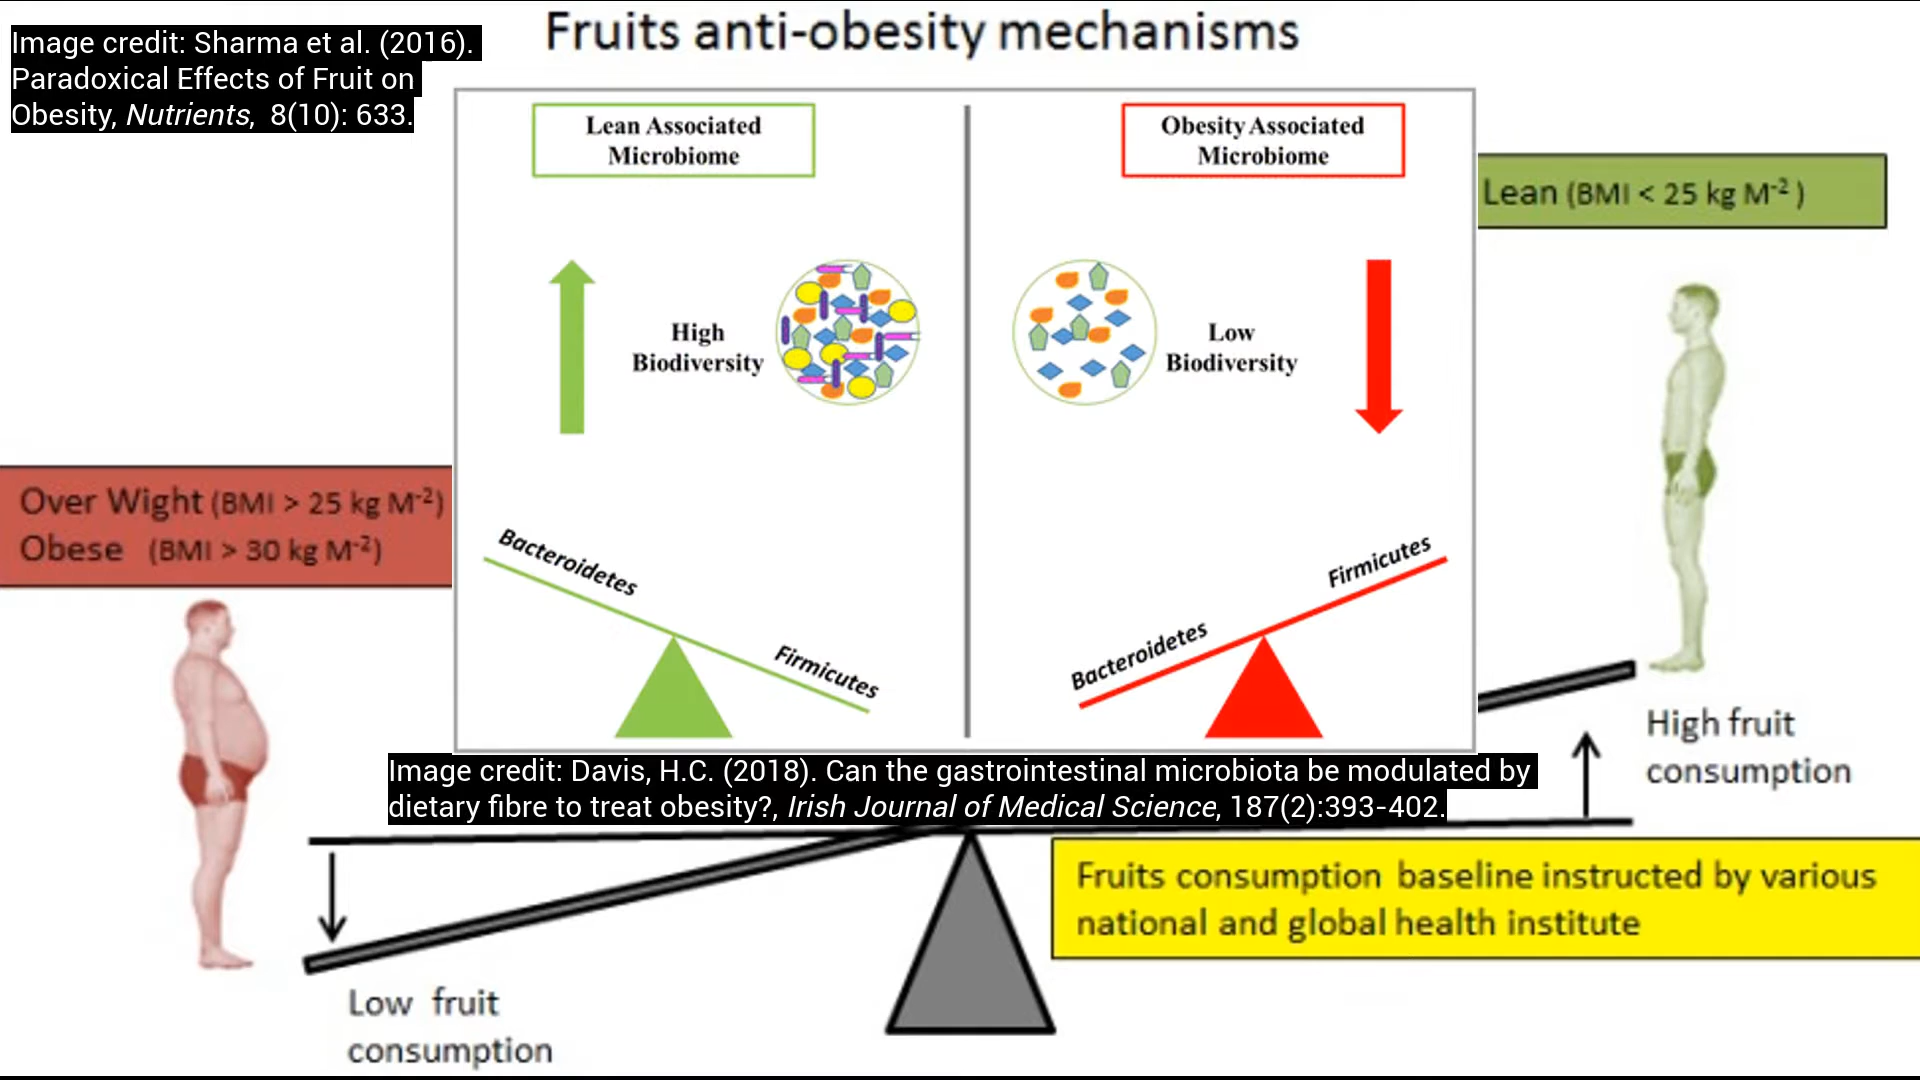 Fruits anti-obesity mechanisms
Image credit: Sharma et al. (2016).
Paradoxical Effects of Fruit on
Obesity, Nutrients, 8(10): 633.
Lean Associated
Microbiome
Obesity Associated
Microbiome
Lean (BMI < 25 kg M-2 )
High
Biodiversity
Low
Biodiversity
Over Wight (BMI > 25 kg M-2)
Obese (BMI > 30 kg M-2)
Bacteroidetes
Firmicutes
Firmicutes
Bacteroidetes
High fruit
consumption
Image credit: Davis, H.C. (2018). Can the gastrointestinal microbiota be modulated by
dietary fibre to treat obesity?, Irish Journal of Medical Science, 187(2):393-402.
Fruits consumption baseline instructed by various
national and global health institute
Low fruit
consumption